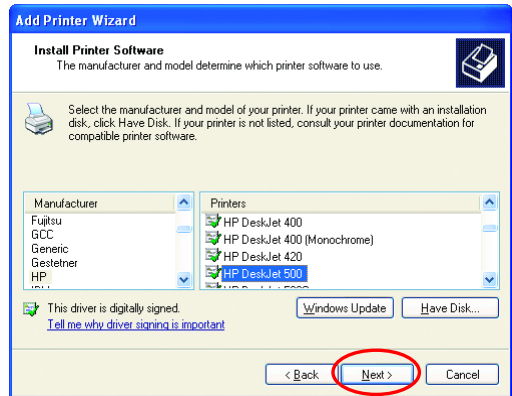 Add Printer Wizard
Install Printer Software
The manufacturer and model determine which printer software to use.
Select the manufacturer and model of your printer. If your printer came with an installation
disk, click Have Disk. If your printer is not listed, consult your printer documentation for
compatible printer software.
Manufacturer
Fujitsu
GCC
Generic
Gestetner
HP
Printers
HP DeskJet 400
HP DeskJet 400 (Monochrome)
HP DeskJet 420
HP DeskJet 500
This driver is digitally signed.
Tell me why driver signing is important
Windows Update
Have Disk...
< Back
Next >
Cancel